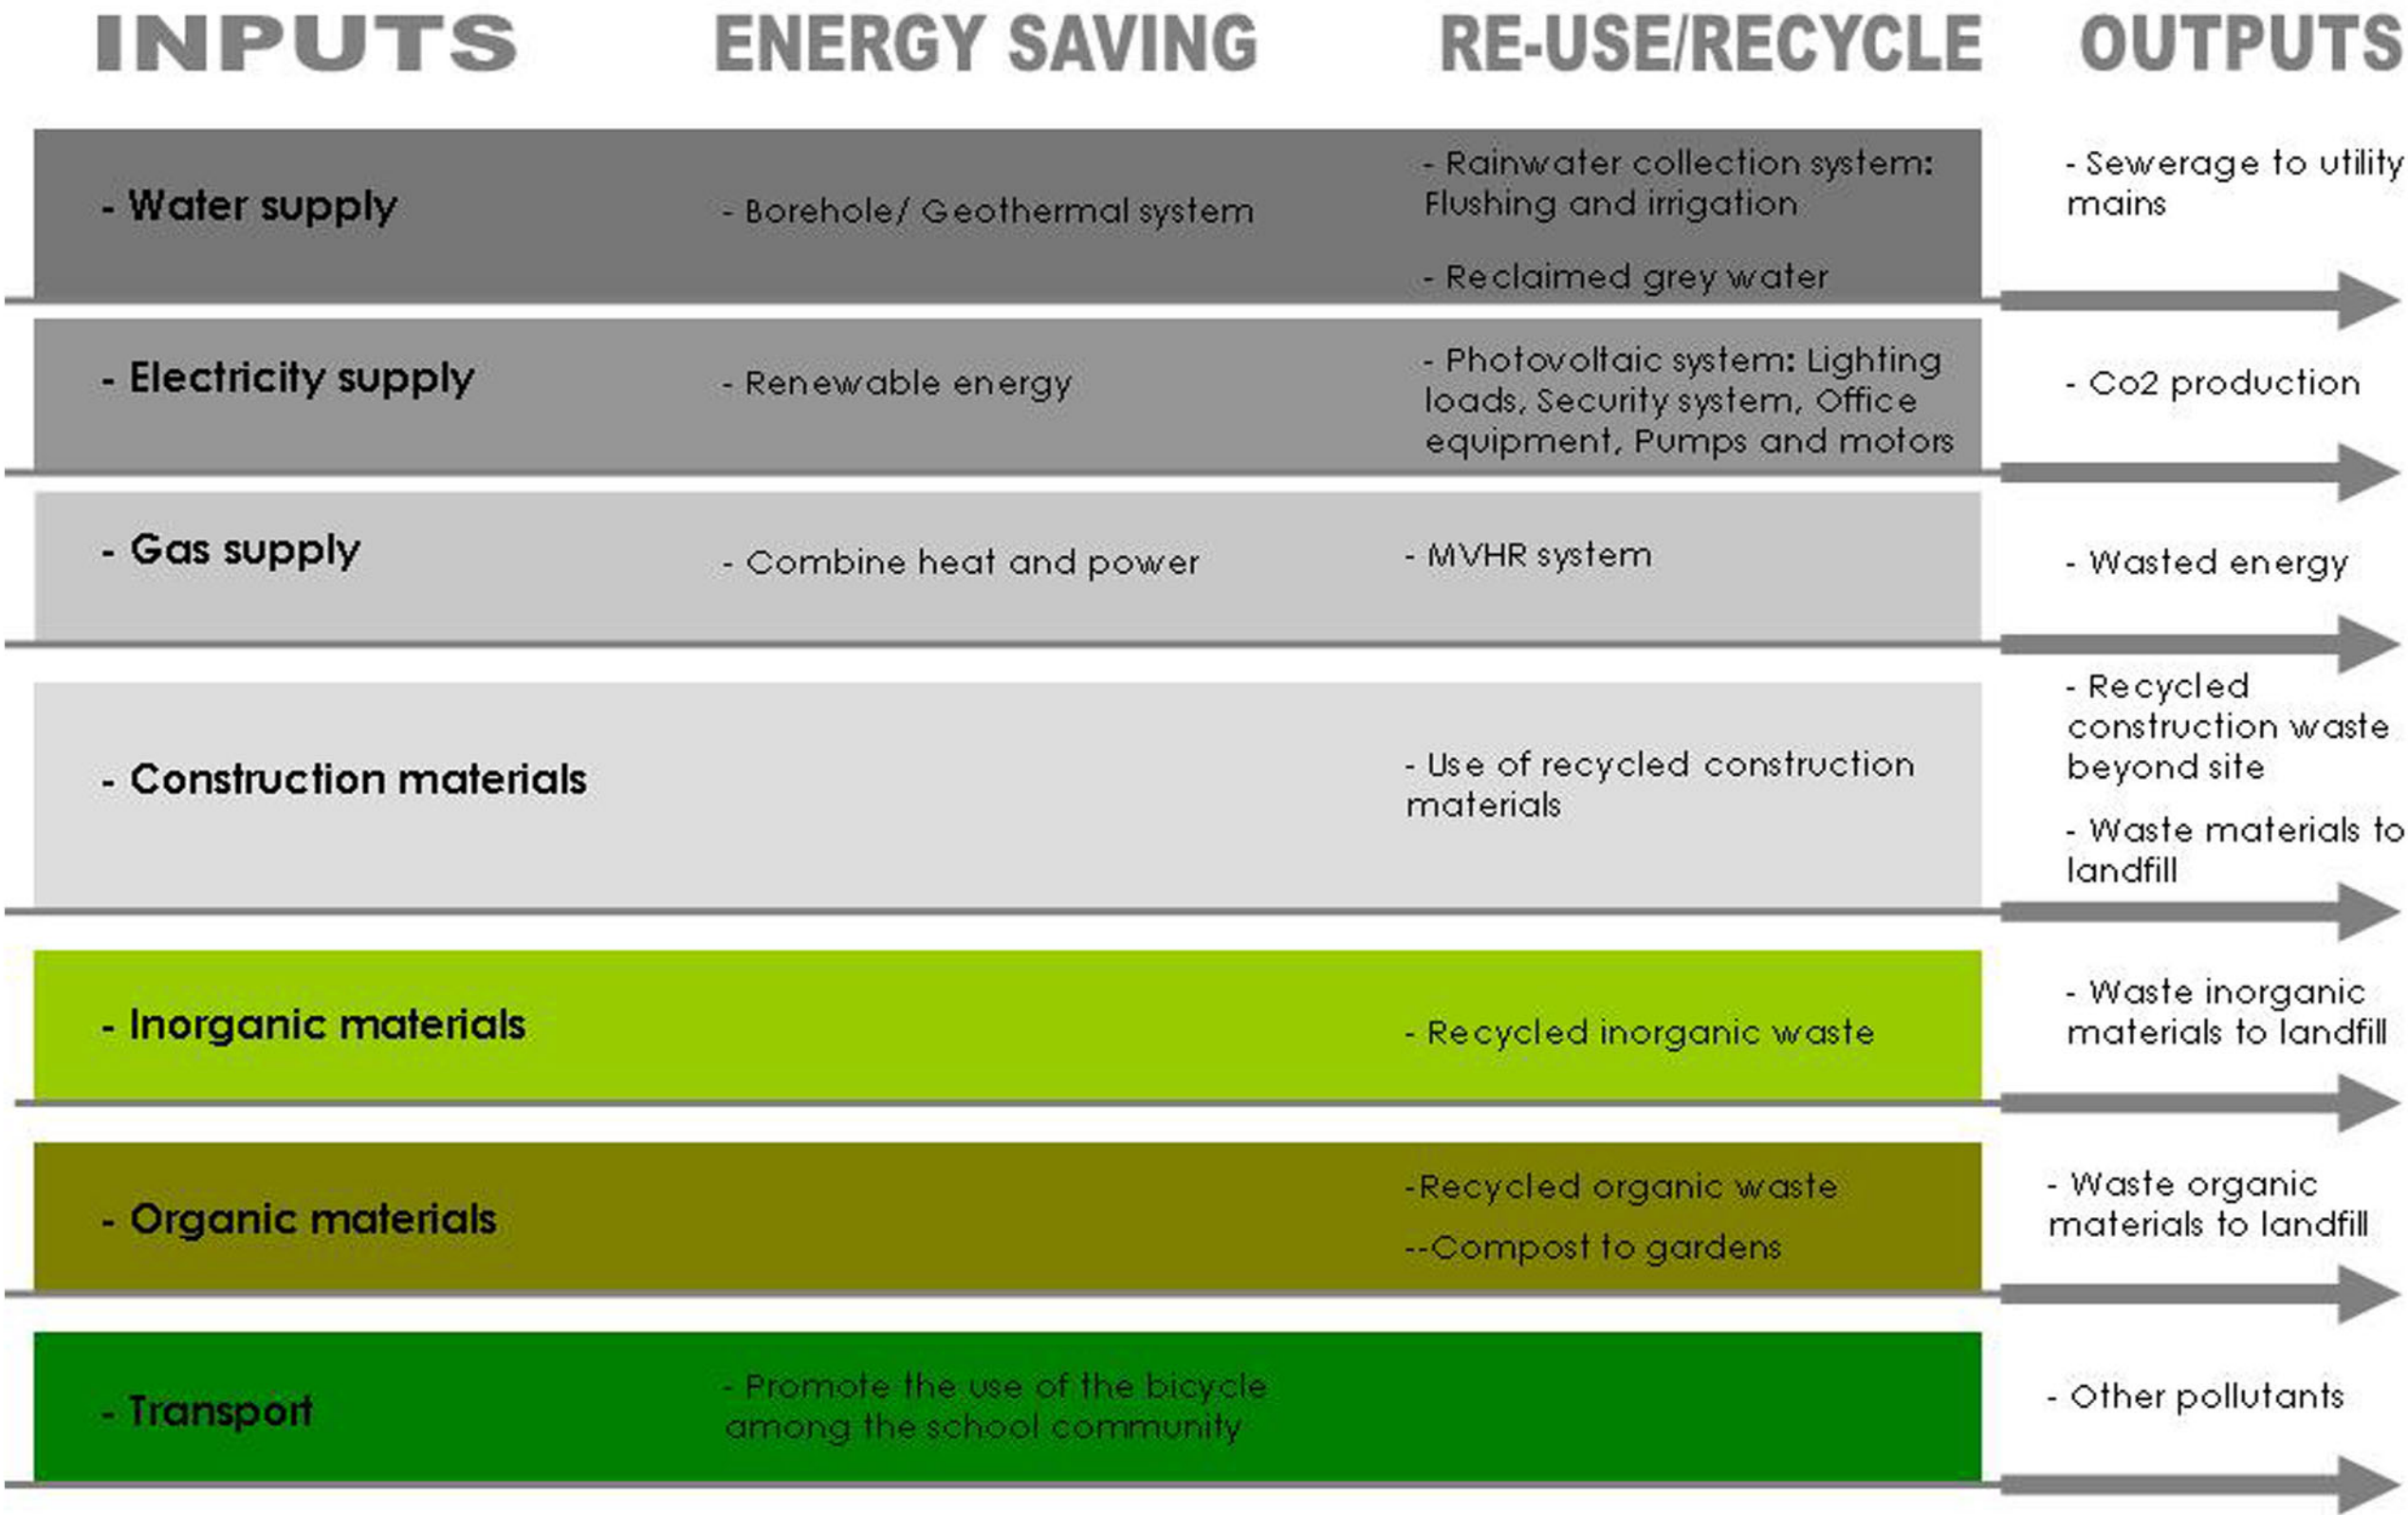 INPUTS ENERGY SAVING RE-USE/RECYCLE OUTPUTS
- Water supply
- Borehole/ Geothermal system
- Rainwater collection system:
Flushing and irrigation
- Reclaimed grey water
- Sewerage to utility
mains
- Electricity supply
- Renewable energy
- Photovoltaic system: Lighting
loads, Security system, Office
equipment, Pumps and motors
- Co2 production
- Gas supply
- Combine heat and power
- MVHR system
- Wasted energy
- Construction materials
- Use of recycled construction
materials
- Recycled
construction waste
beyond site
- Waste materials to
landfill
- Inorganic materials
- Recycled inorganic waste
- Waste inorganic
materials to landfill
- Organic materials
-Recycled organic waste
--Compost to gardens
- Waste organic
materials to landfill
- Transport
- Promote the use of the bicycle
among the school community
- Other pollutants